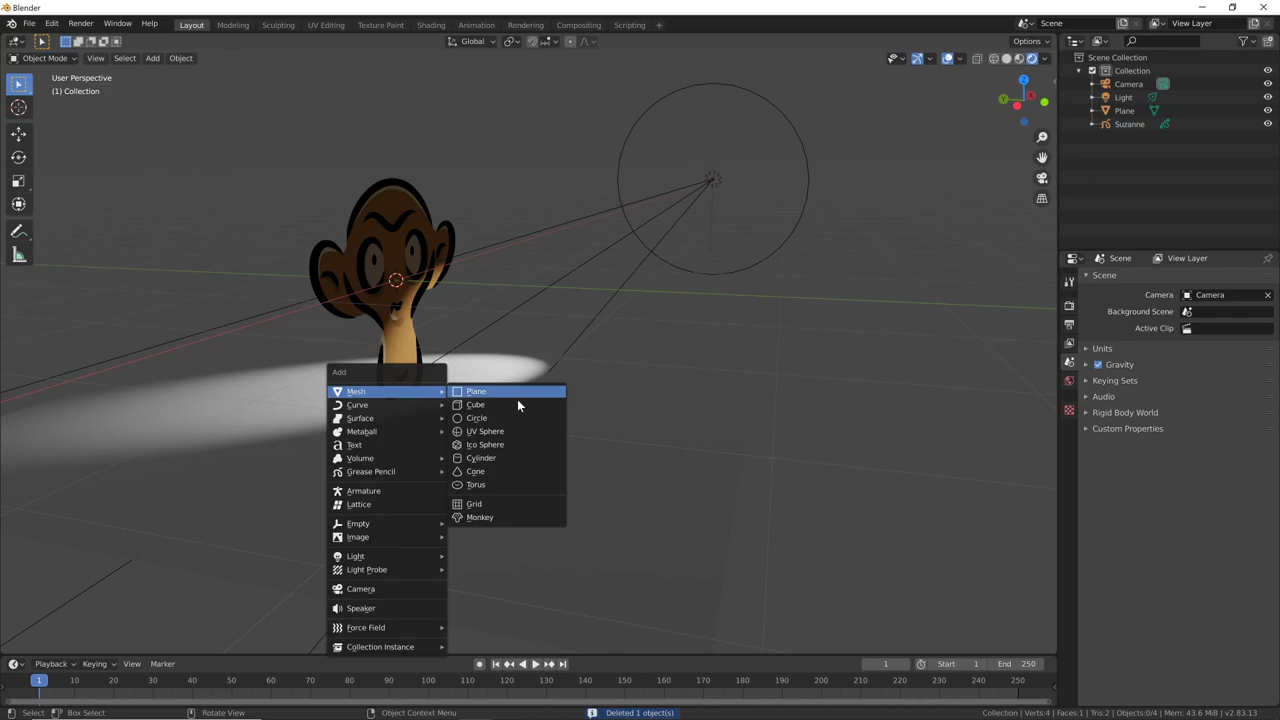 Blender
File Edit Render Window Help Layout Modeling Sculpting UV Editing Texture Paint Shading Animation Rendering Compositing Scripting + Scene View Layer
Global Options
Object Mode View Select Add Object
User Perspective
(1) Collection
Y
X
Z
Scene Collection
Collection
Camera
Light
Plane
Suzanne
Scene View Layer
Scene
Camera Camera
Background Scene
Active Clip
Units
Gravity
Keying Sets
Audio
Rigid Body World
Custom Properties
Add
Mesh
Curve
Surface
Metaball
Text
Volume
Grease Pencil
Armature
Lattice
Empty
Image
Light
Light Probe
Camera
Speaker
Force Field
Collection Instance
Plane
Cube
Circle
UV Sphere
Ico Sphere
Cylinder
Cone
Torus
Grid
Monkey
Playback Keying View Marker 1 Start 1 End 250
1 10 20 30 40 50 60 70 80 90 100 110 120 130 140 150 160 170 180 190 200 210 220 230 240 250
Select Box Select Rotate View Object Context Menu Deleted 1 object(s) Collection | Verts:4 | Faces:1 | Tris:2 | Objects:0/4 | Mem: 43.6 MiB | v2.83.13